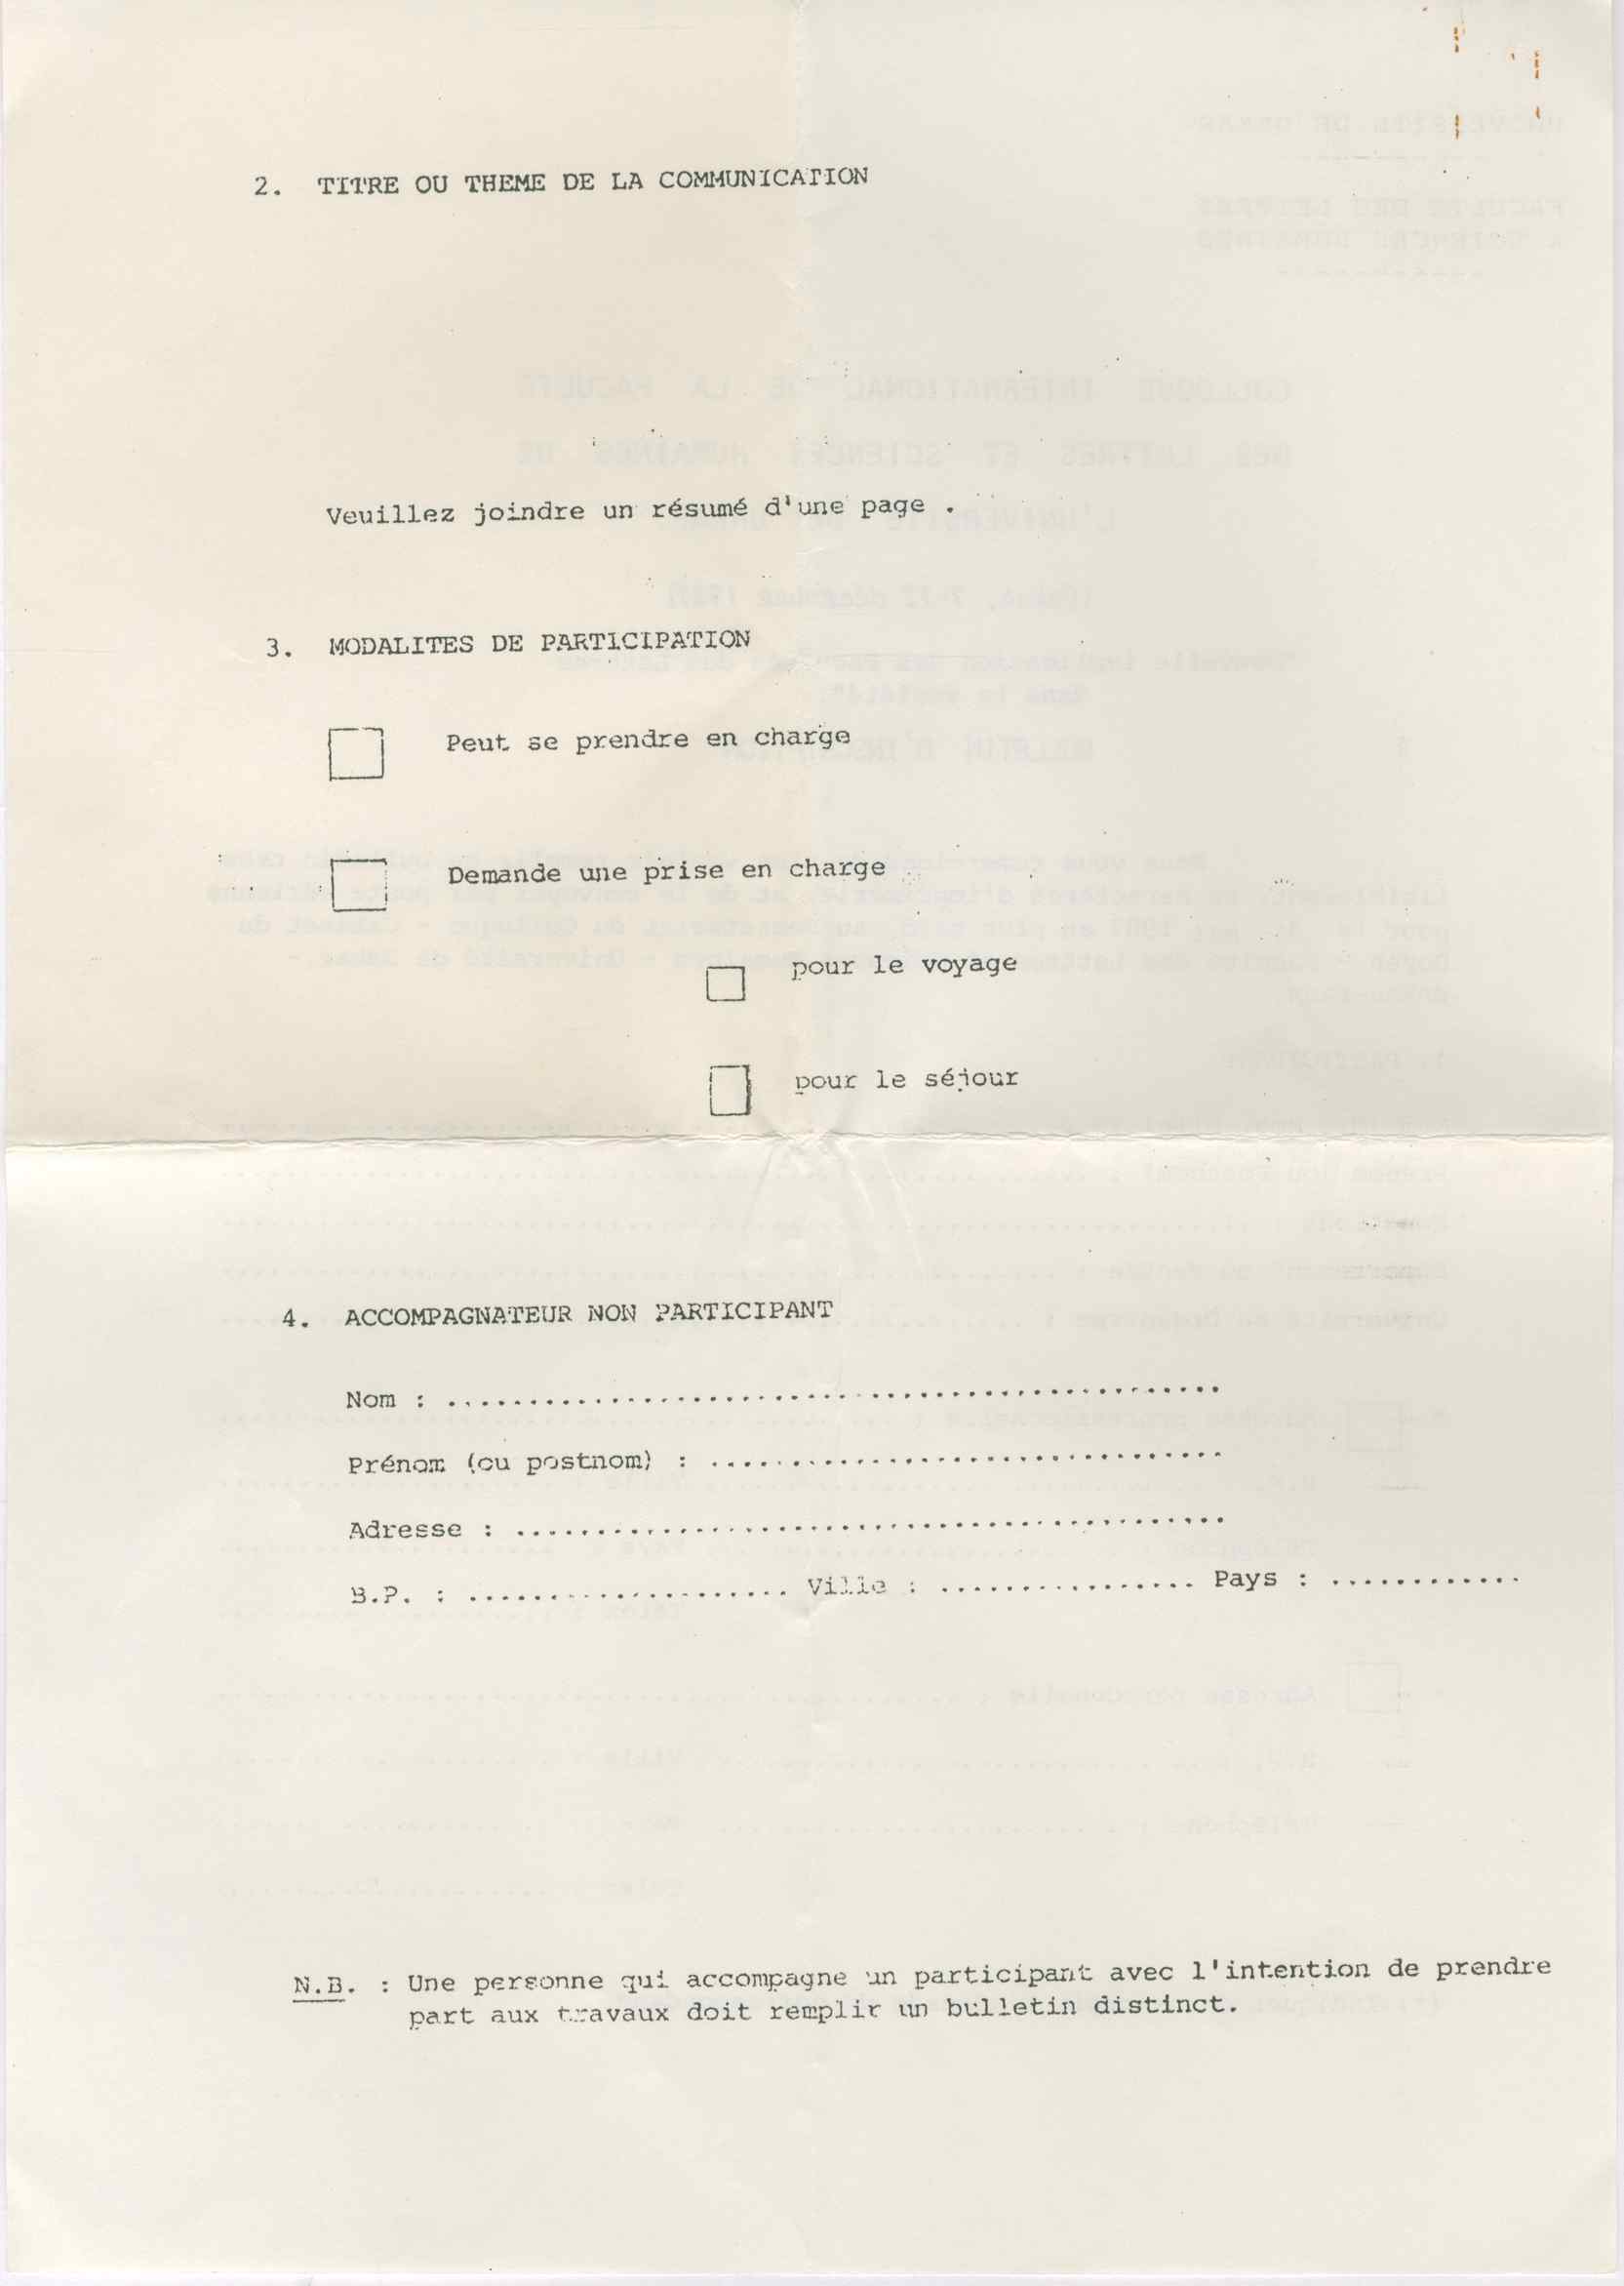 2. TITRE OU THEME DE LA COMMUNICATION
Veuillez joindre un résumé d'une page .
3. MODALITES DE PARTICIPATION
Peut se prendre en charge
Demande une prise en charge
pour le voyage
pour le séjour
4. ACCOMPAGNATEUR NON PARTICIPANT
Nom : ................................................
Prénom (ou postnom) : ................................
Adresse : ............................................
B.P. : .................... Ville : ................ Pays : ............
N.B. : Une personne qui accompagne un participant avec l'intention de prendre
part aux travaux doit remplir un bulletin distinct.